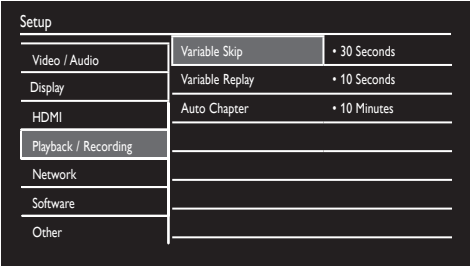 Setup
Video / Audio
Display
HDMI
Playback / Recording
Network
Software
Other
Variable Skip • 30 Seconds
Variable Replay • 10 Seconds
Auto Chapter • 10 Minutes